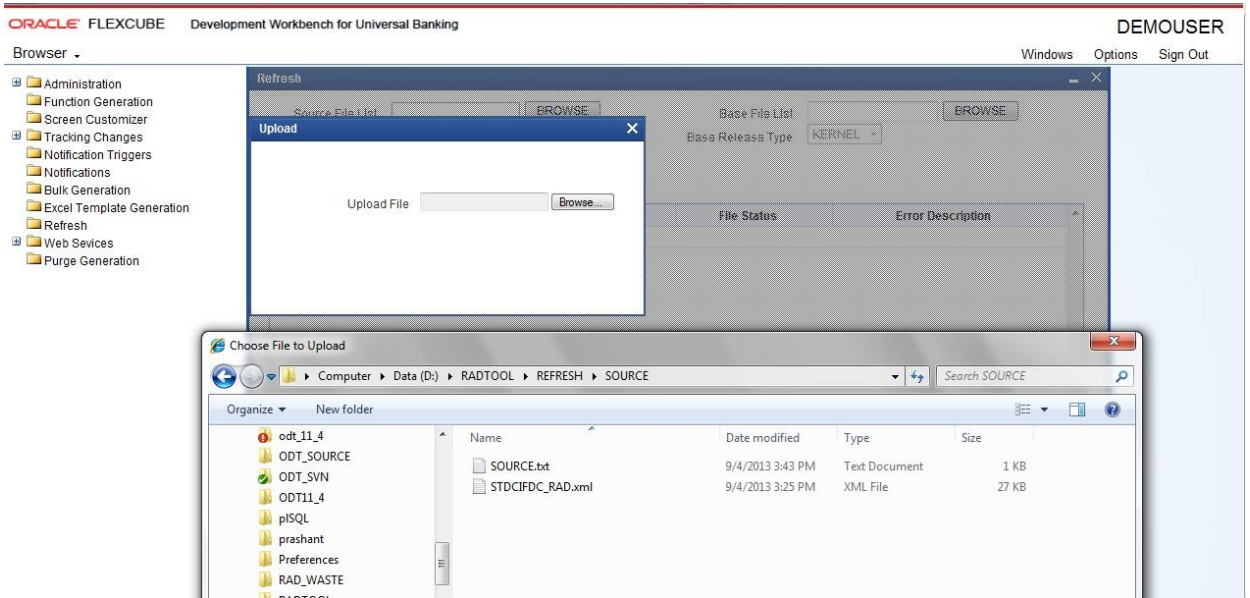 ORACLE FLEXCUBE Development Workbench for Universal Banking DEMOUSER
Browser Windows Options Sign Out
Administration
Function Generation
Screen Customizer
Tracking Changes
Notification Triggers
Notifications
Bulk Generation
Excel Template Generation
Refresh
Web Sevices
Purge Generation
Refresh
Source File List BROWSE Base File List BROWSE
Base Release Type KERNEL
Upload
Upload File Browse...
File Status Error Description
Choose File to Upload
Computer Data (D:) RADTOOL REFRESH SOURCE Search SOURCE
Organize New folder
odt_11_4
ODT_SOURCE
ODT_SVN
ODT11_4
plSQL
prashant
Preferences
RAD_WASTE
RADTOOL
Name Date modified Type Size
SOURCE.txt 9/4/2013 3:43 PM Text Document 1 KB
STDCIFDC_RAD.xml 9/4/2013 3:25 PM XML File 27 KB